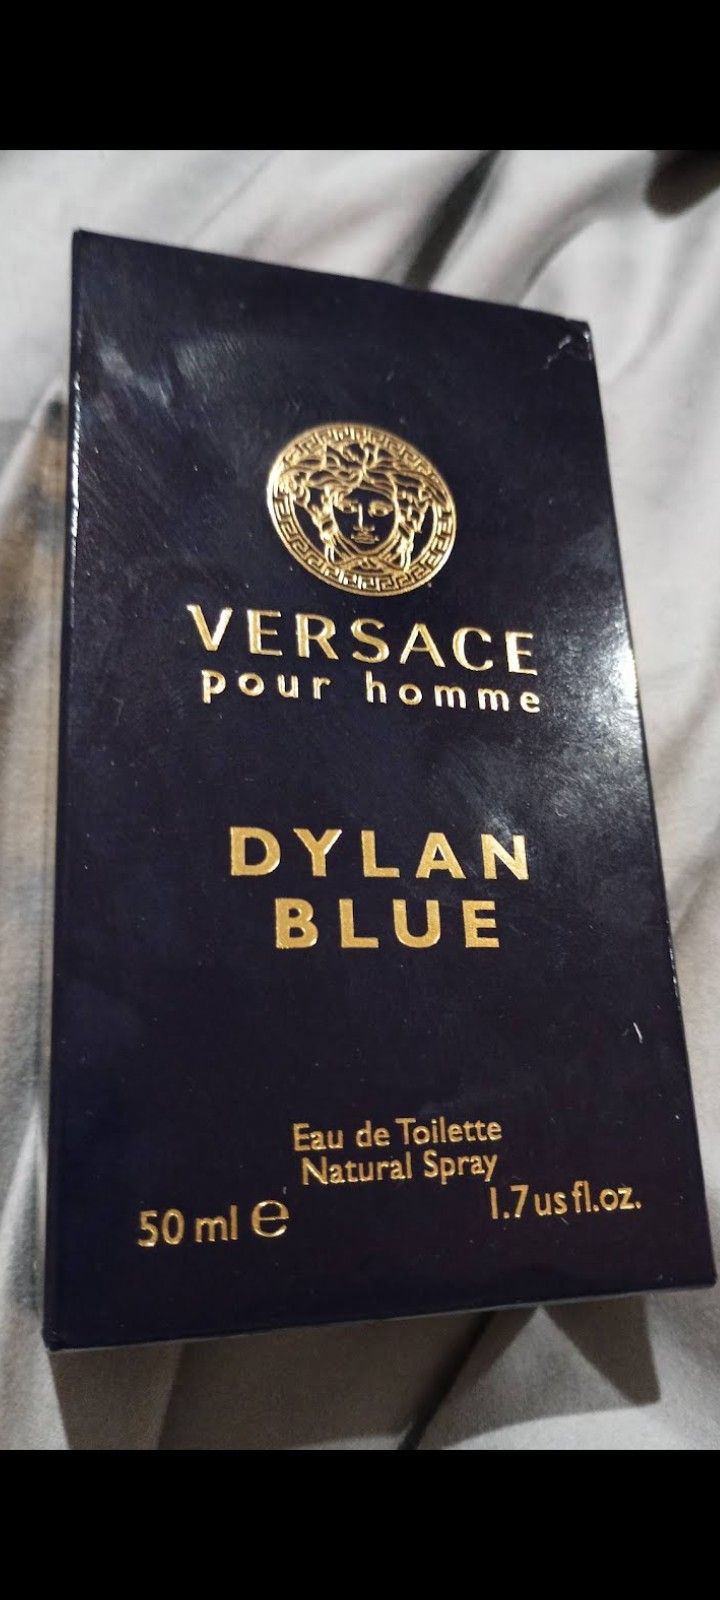 VERSACE
pour homme
DYLAN
BLUE
Eau de Toilette
Natural Spray
50 ml ℮ 1.7 us fl.oz.